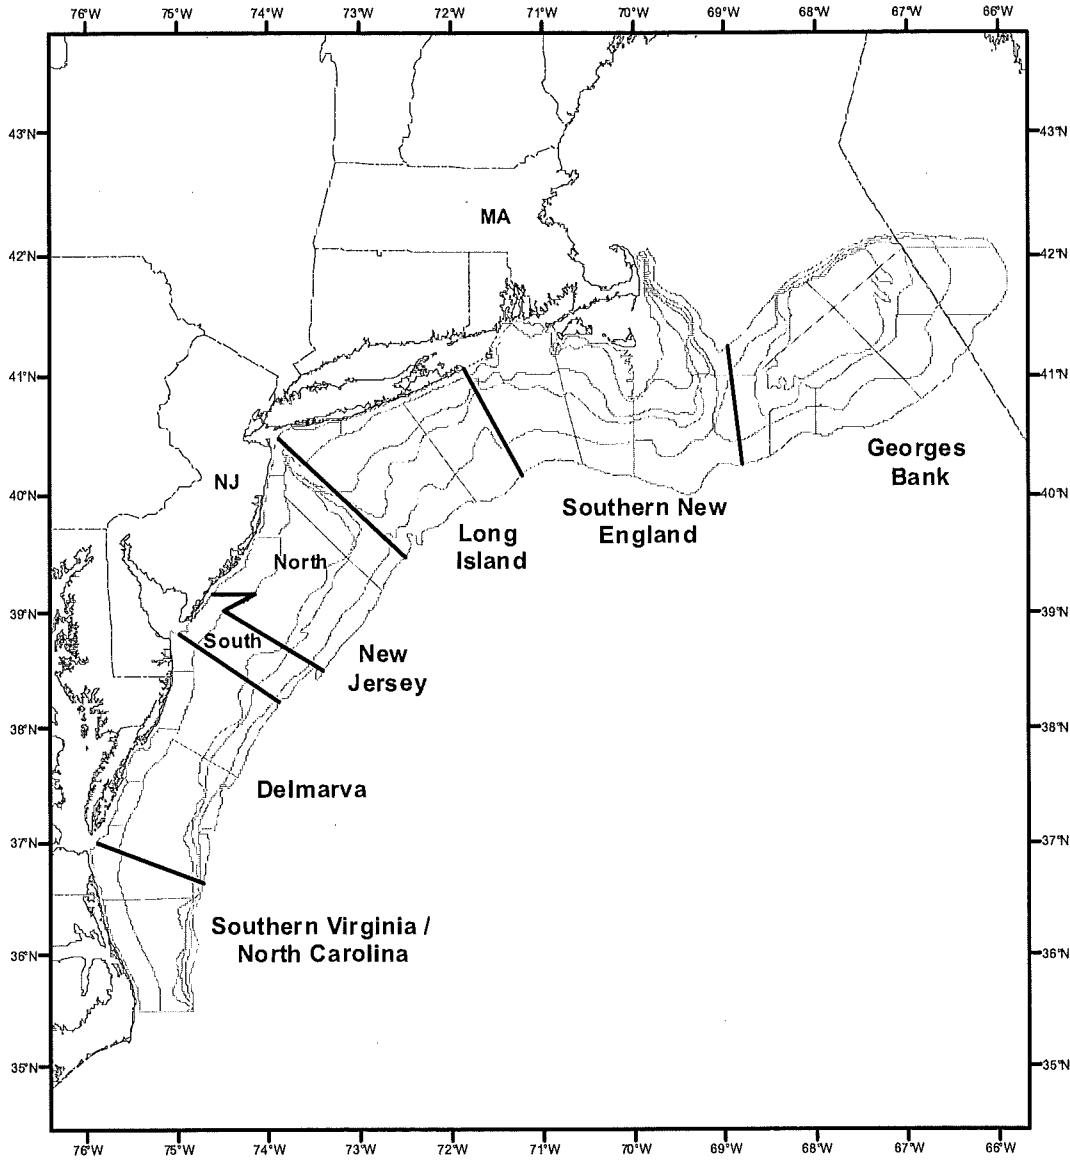 76°W 75°W 74°W 73°W 72°W 71°W 70°W 69°W 68°W 67°W 66°W
43°N 43°N
MA
42°N 42°N
41°N 41°N
Georges
Bank
NJ
40°N 40°N
Southern New
England
Long
Island
North
39°N 39°N
South
New
Jersey
38°N 38°N
Delmarva
37°N 37°N
Southern Virginia /
North Carolina
36°N 36°N
35°N 35°N
76°W 75°W 74°W 73°W 72°W 71°W 70°W 69°W 68°W 67°W 66°W